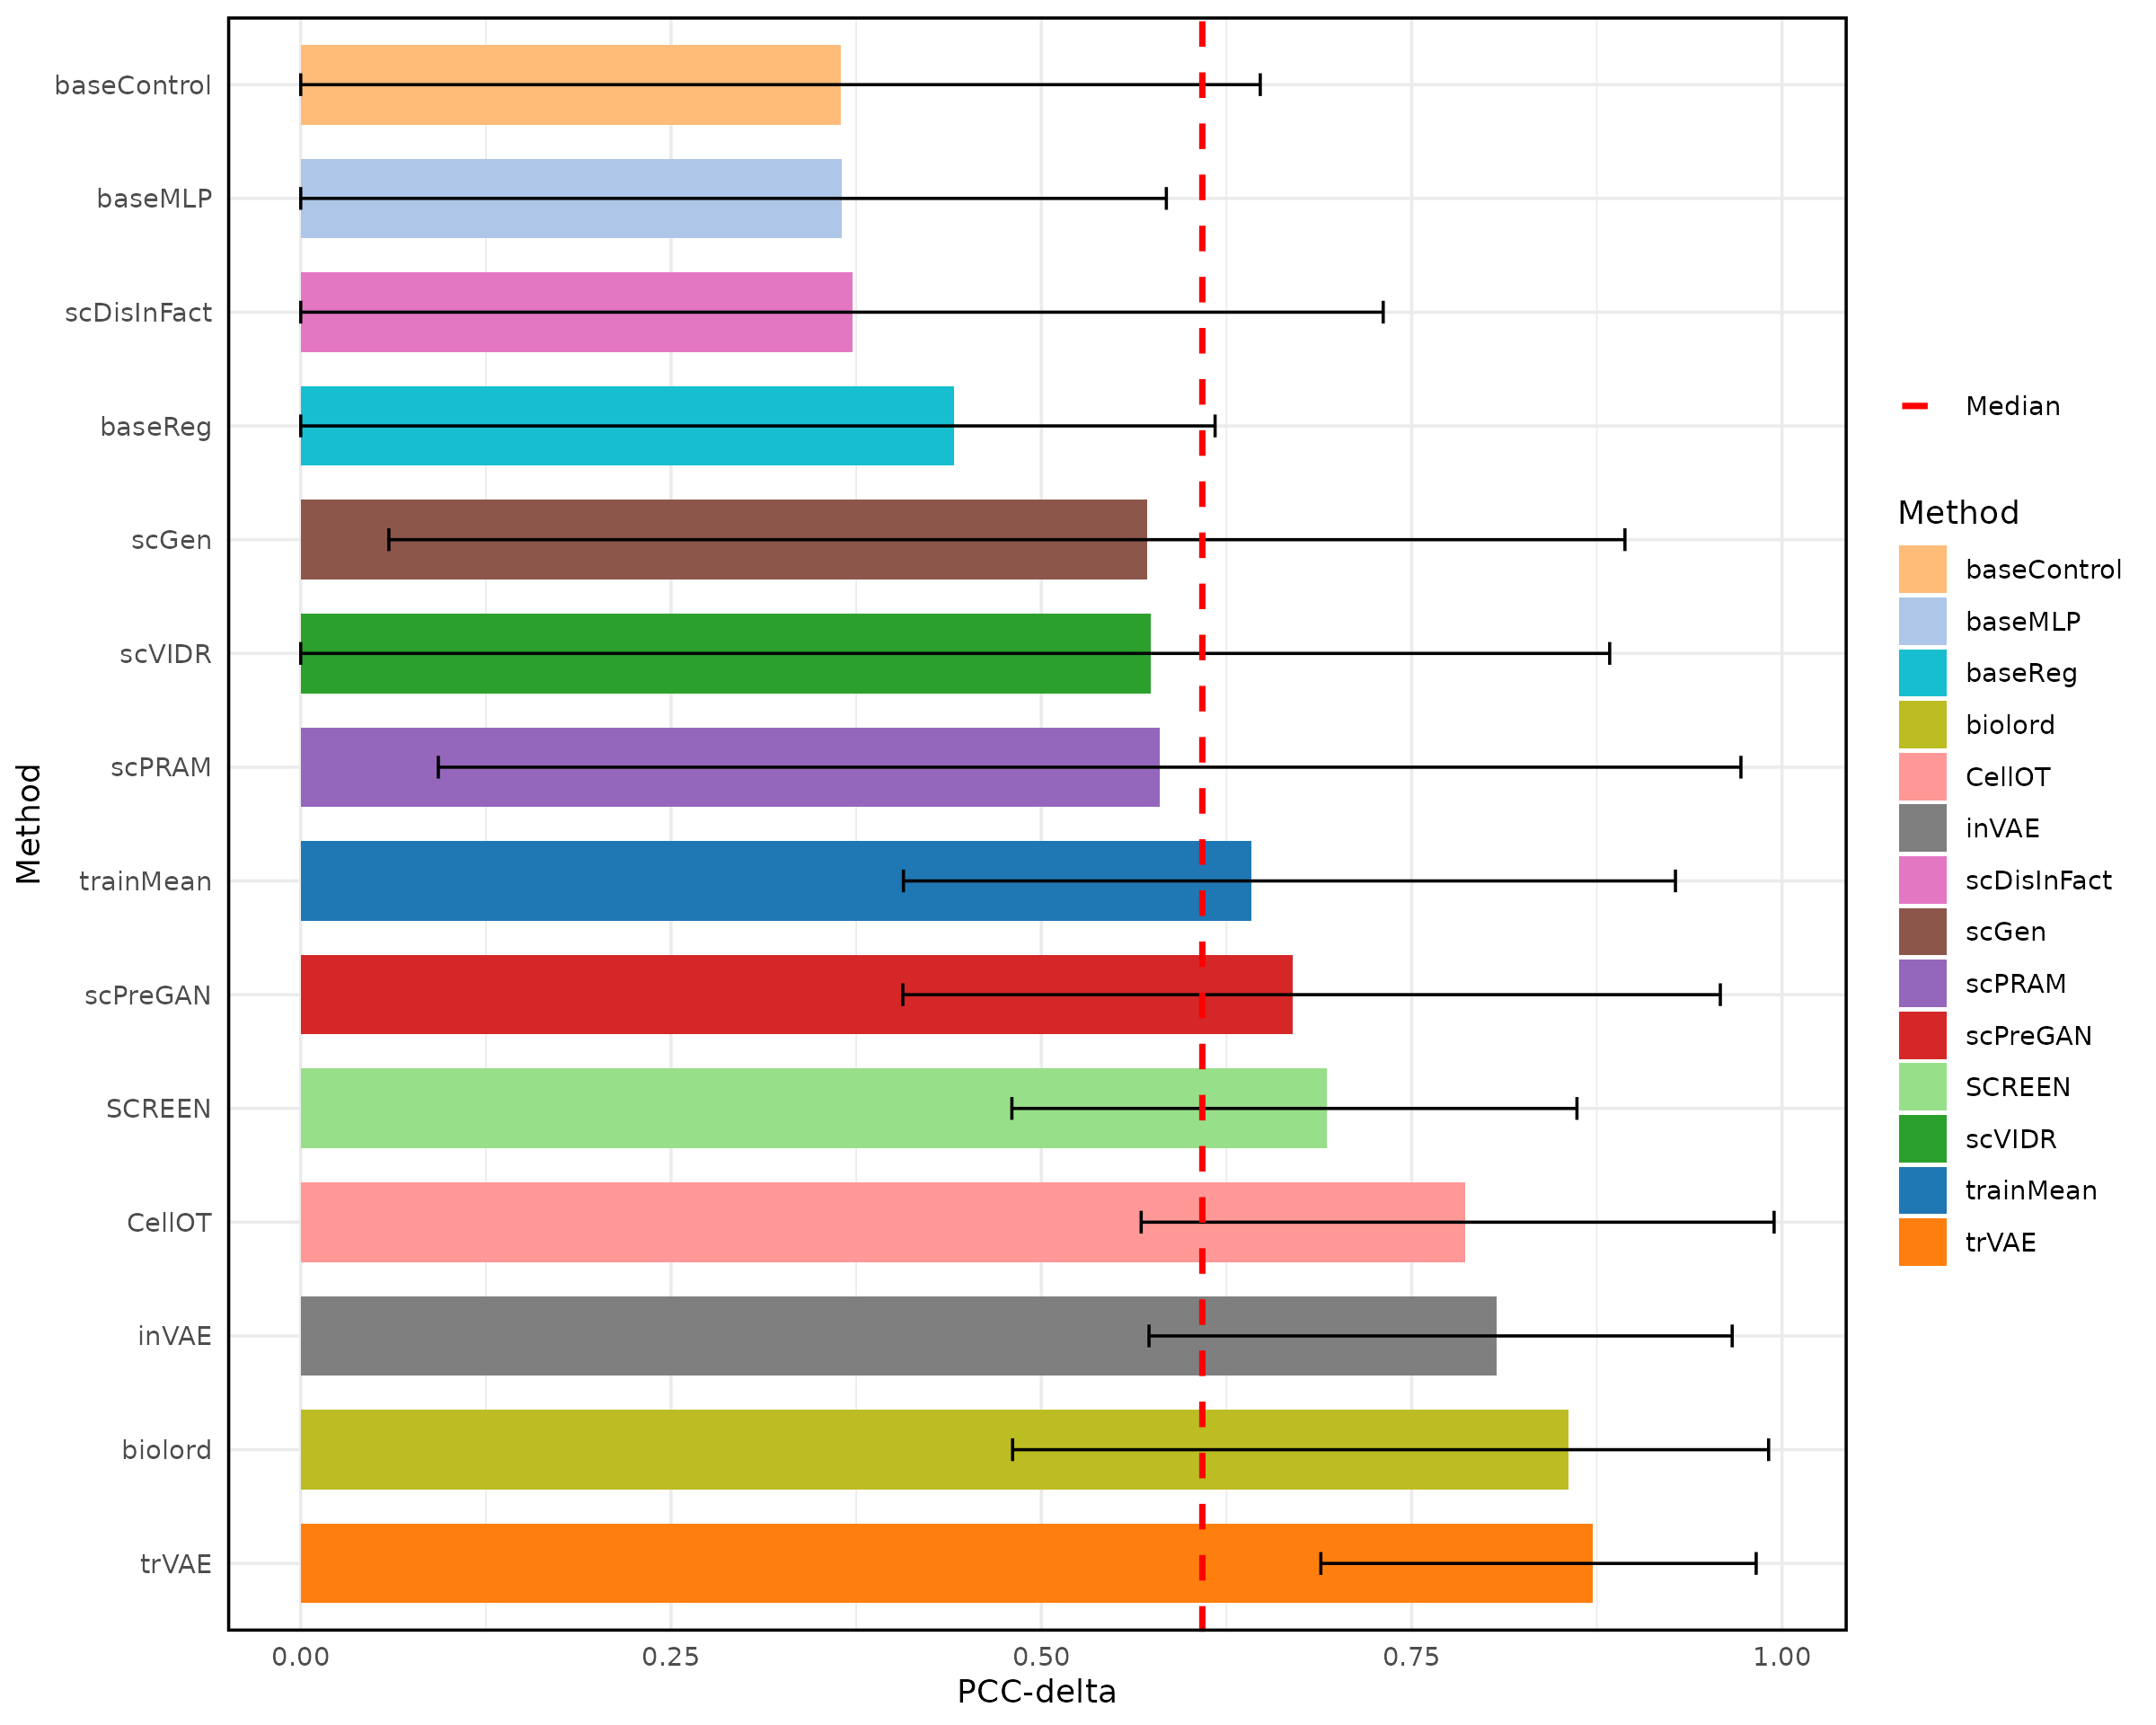 Method
baseControl
baseMLP
scDisInFact
baseReg
scGen
scVIDR
scPRAM
trainMean
scPreGAN
SCREEN
CellOT
inVAE
biolord
trVAE
0.00 0.25 0.50 0.75 1.00
PCC-delta
Median
Method
baseControl
baseMLP
baseReg
biolord
CellOT
inVAE
scDisInFact
scGen
scPRAM
scPreGAN
SCREEN
scVIDR
trainMean
trVAE